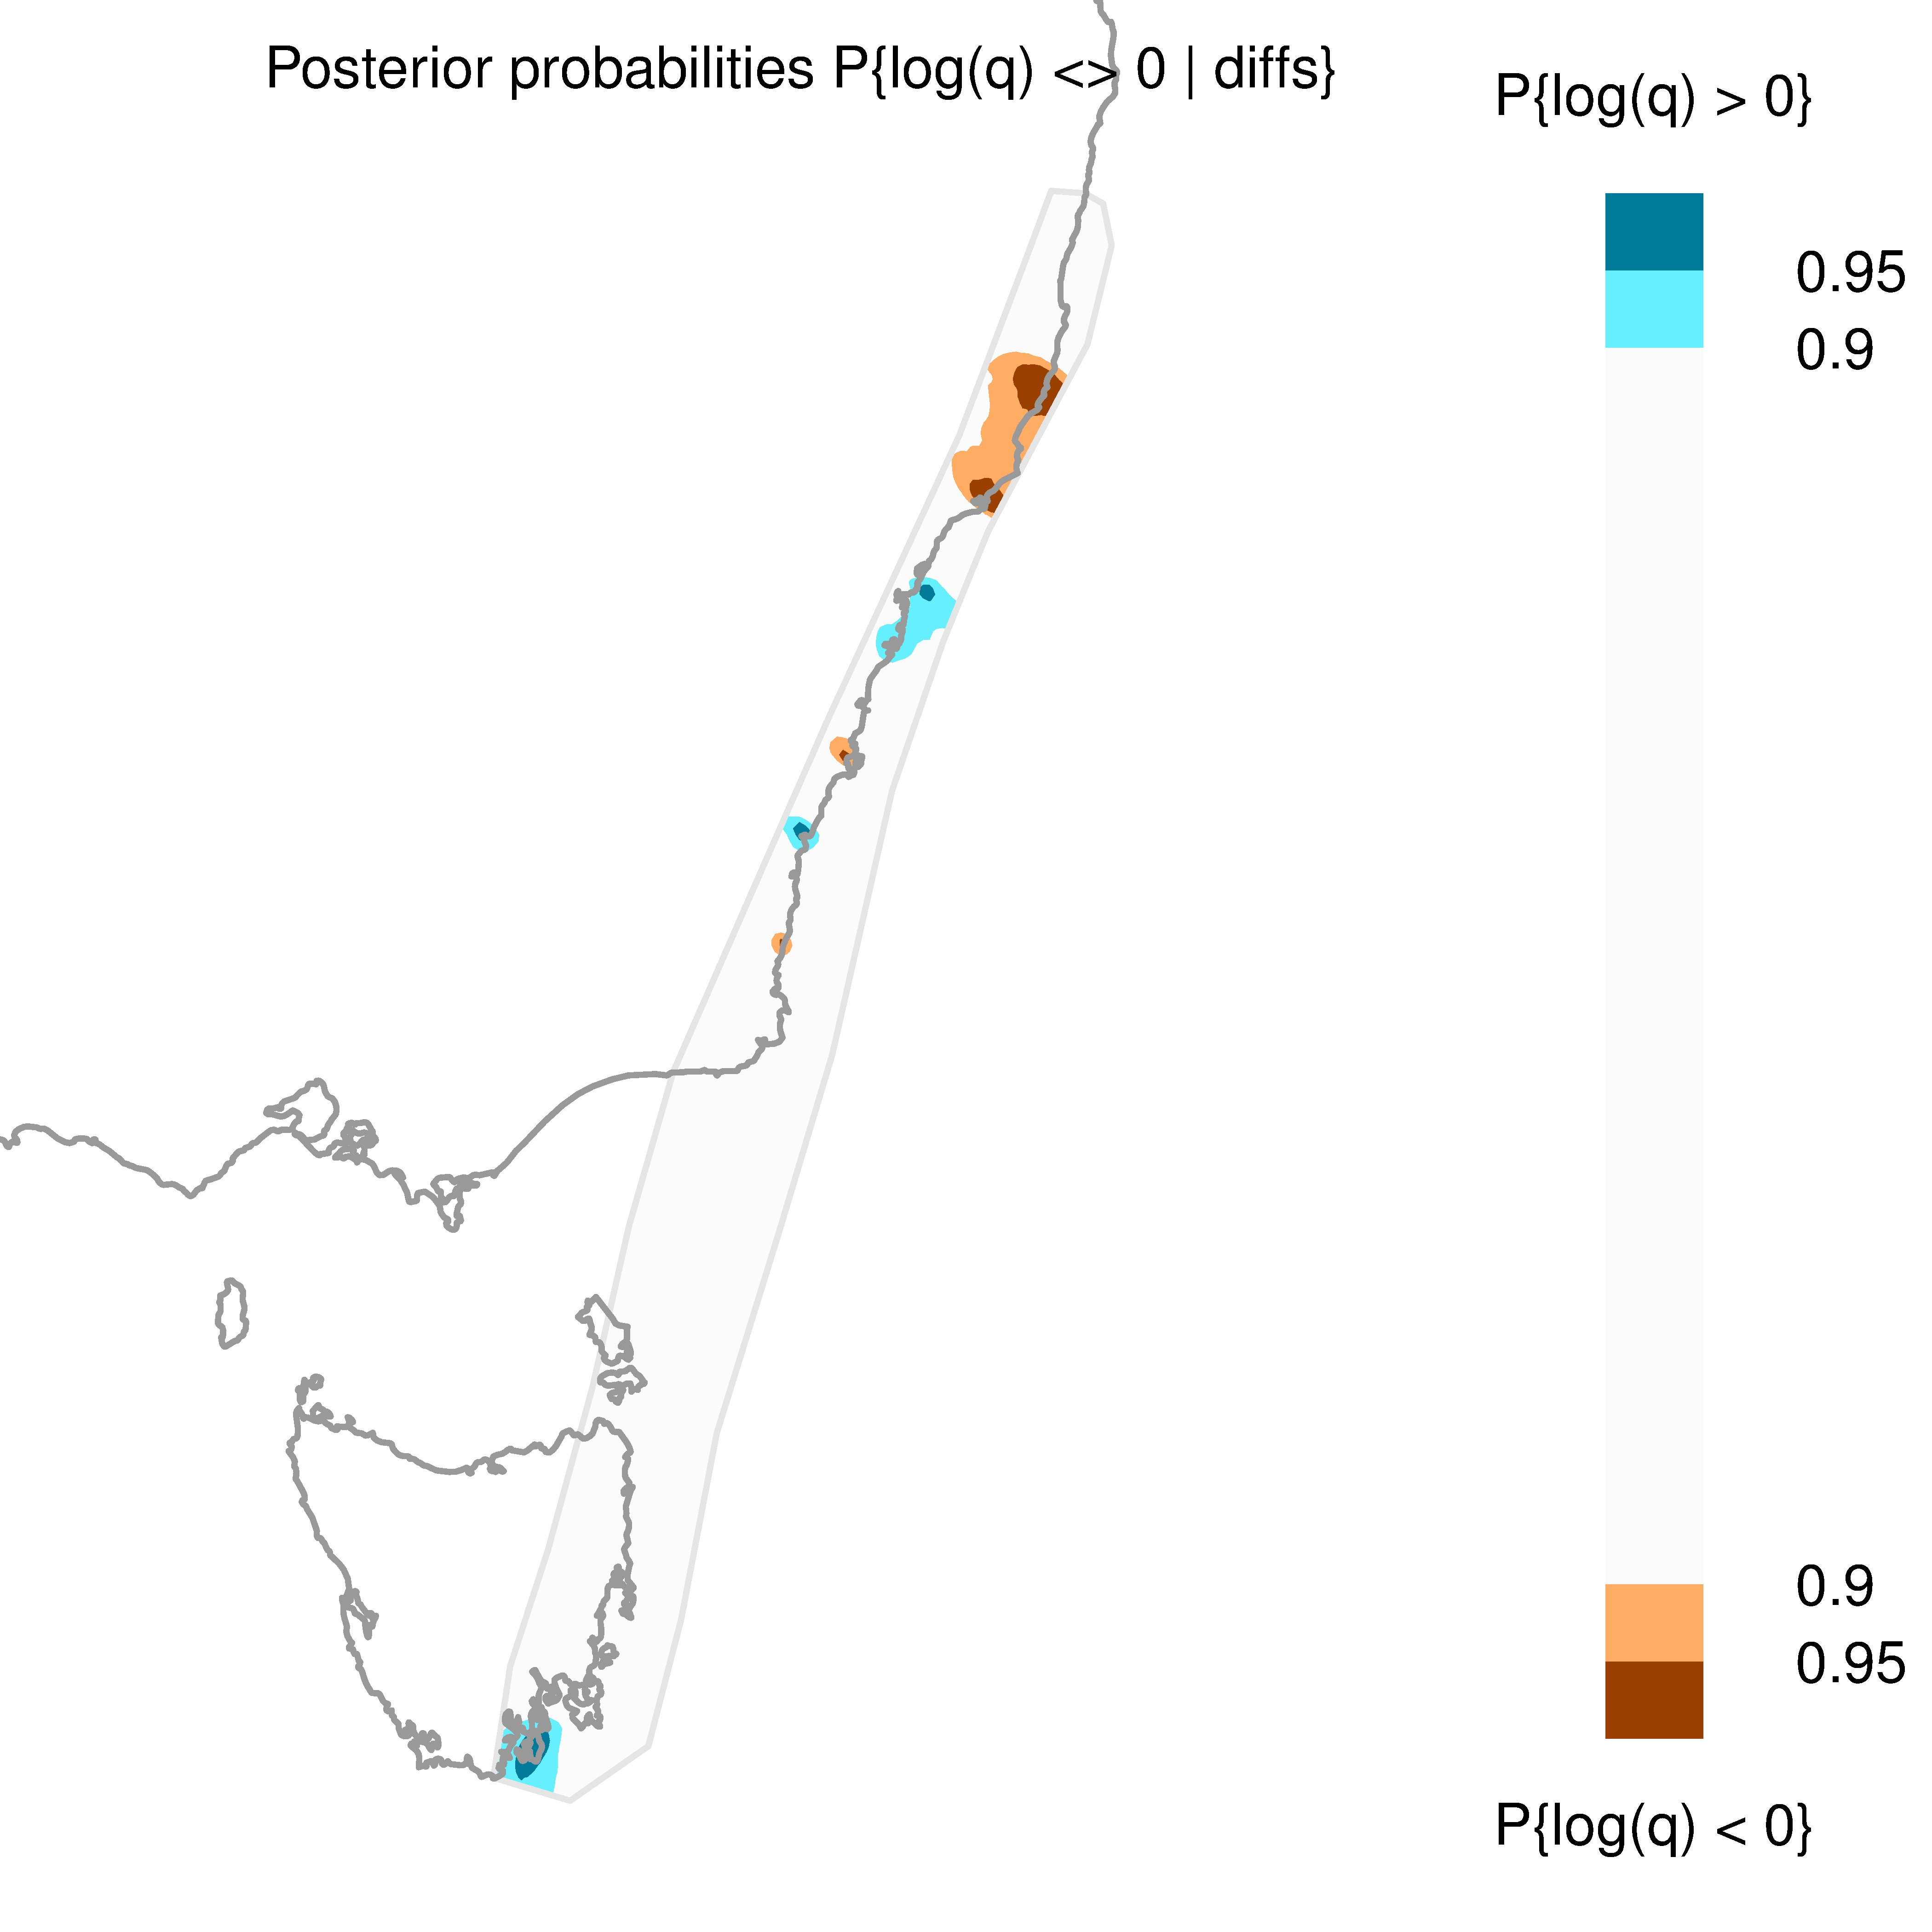 Posterior probabilities P{log(q) <> 0 | diffs}
P{log(q) > 0}
0.95
0.9
0.9
0.95
P{log(q) < 0}